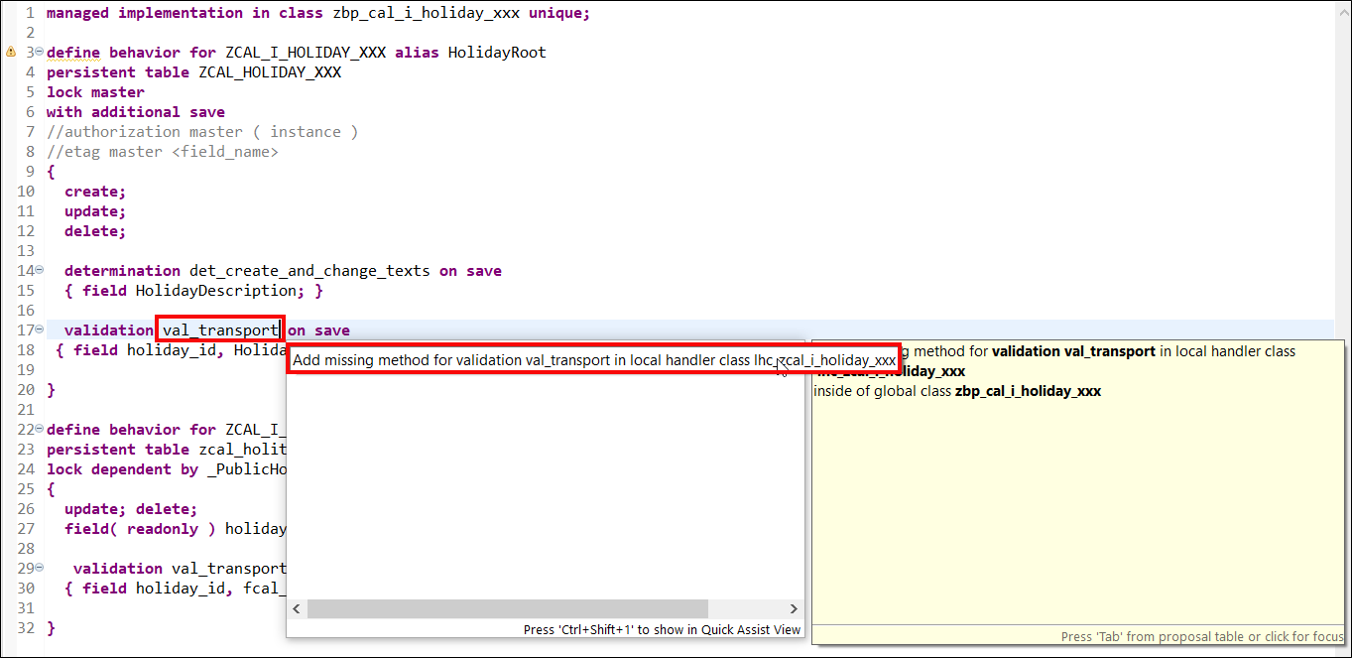 1 managed implementation in class zbp_cal_i_holiday_xxx unique;
2
3 define behavior for ZCAL_I_HOLIDAY_XXX alias HolidayRoot
4 persistent table ZCAL_HOLIDAY_XXX
5 lock master
6 with additional save
7 //authorization master ( instance )
8 //etag master <field_name>
9 {
10 create;
11 update;
12 delete;
13
14 determination det_create_and_change_texts on save
15 { field HolidayDescription; }
16
17 validation val_transport on save
18 { field holiday_id, Holida
Add missing method for validation val_transport in local handler class lhc_zcal_i_holiday_xxx
method for validation val_transport in local handler class
inside of global class zbp_cal_i_holiday_xxx
19
20 }
21
22 define behavior for ZCAL_I_
23 persistent table zcal_holit
24 lock dependent by _PublicHo
25 {
26 update; delete;
27 field( readonly ) holiday
28
29 validation val_transport
30 { field holiday_id, fcal_
31
32 }
Press 'Ctrl+Shift+1' to show in Quick Assist View
Press 'Tab' from proposal table or click for focus